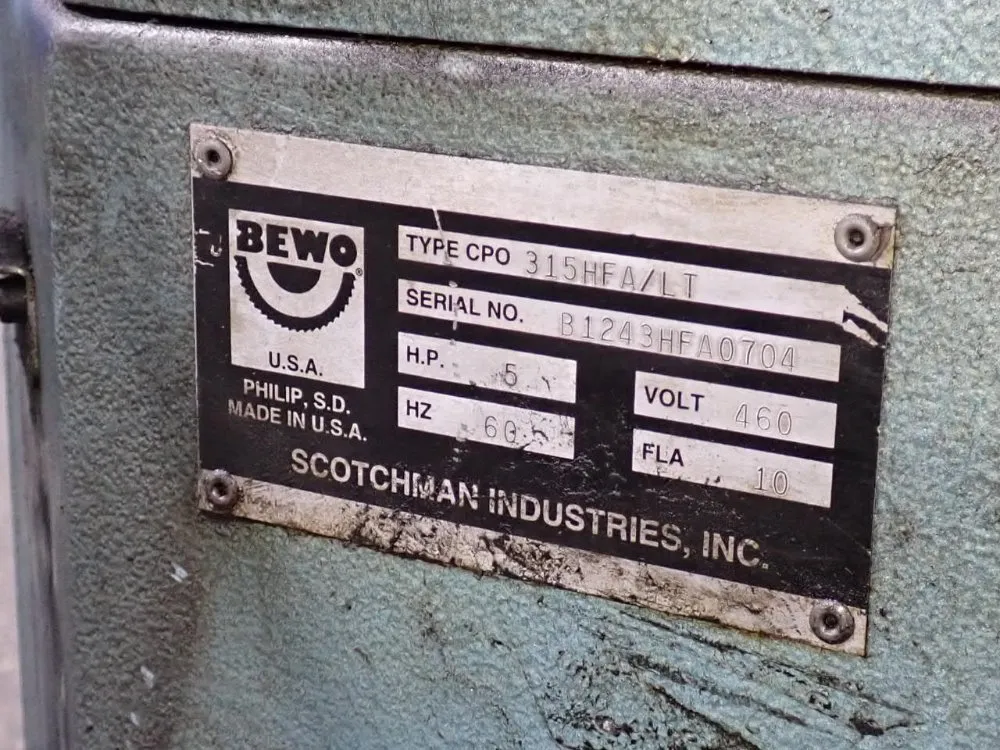 BEWO®
U.S.A.
PHILIP, S.D.
MADE IN U.S.A.
TYPE CPO 315HFA/LT
SERIAL NO. B1243HFA0704
H.P. 5
VOLT 460
HZ 60
FLA 10
SCOTCHMAN INDUSTRIES, INC.